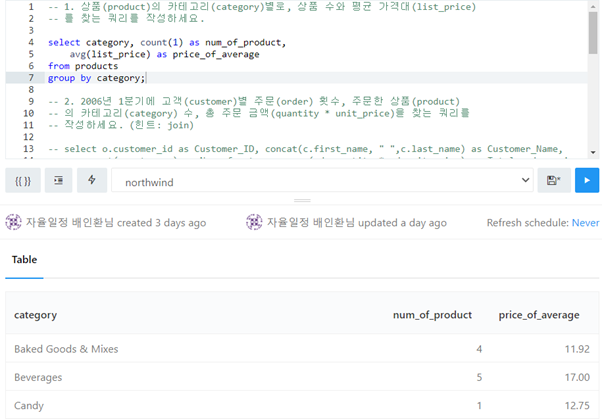 1 -- 1. 상품(product)의 카테고리(category)별로, 상품 수와 평균 가격대(list_price)
2 -- 를 찾는 쿼리를 작성하세요.
3
4 select category, count(1) as num_of_product,
5 avg(list_price) as price_of_average
6 from products
7 group by category;
8
9 -- 2. 2006년 1분기에 고객(customer)별 주문(order) 횟수, 주문한 상품(product)
10 -- 의 카테고리(category) 수, 총 주문 금액(quantity * unit_price)을 찾는 쿼리를
11 -- 작성하세요. (힌트: join)
12
13 -- select o.customer_id as Customer_ID, concat(c.first_name, " ",c.last_name) as Customer_Name,
{{ }}
northwind
자율일정 배인환님 created 3 days ago
자율일정 배인환님 updated a day ago
Refresh schedule: Never
Table
category num_of_product price_of_average
Baked Goods & Mixes 4 11.92
Beverages 5 17.00
Candy 1 12.75